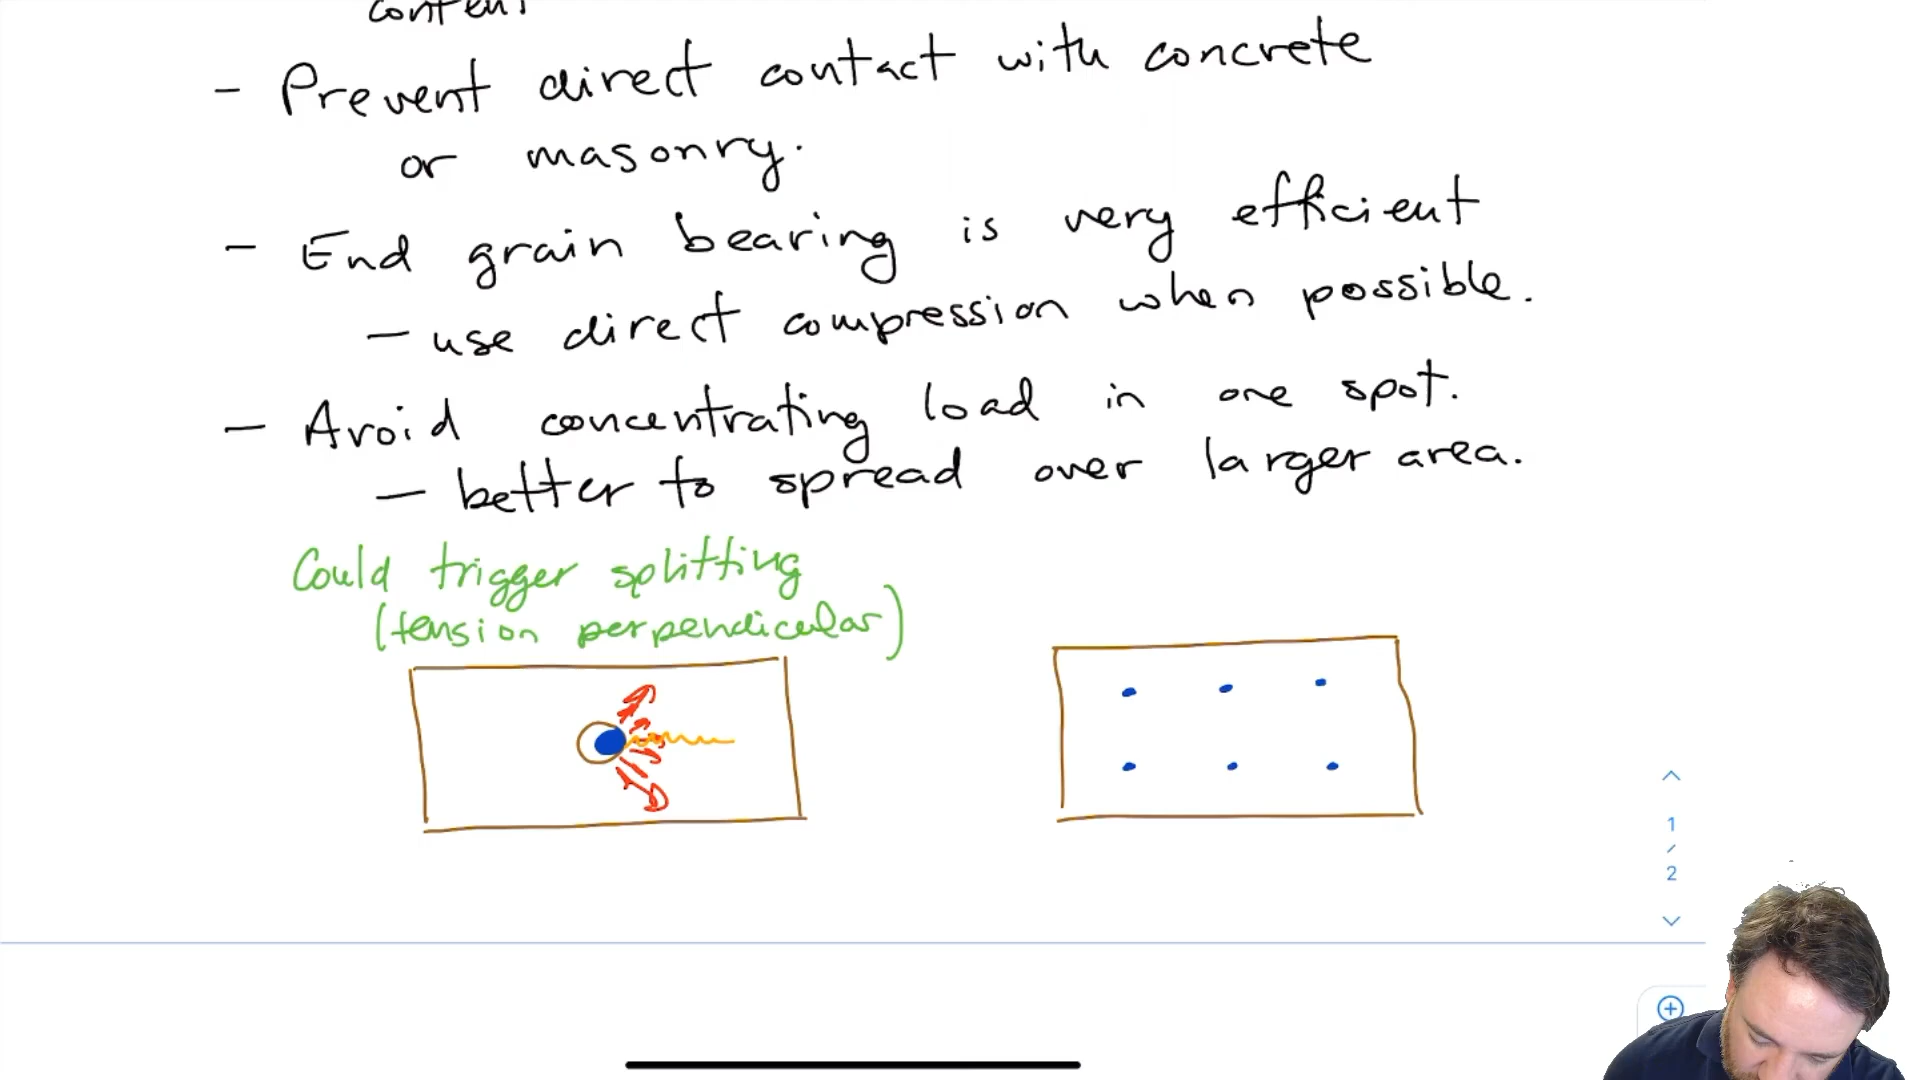 content
- Prevent direct contact with concrete
or masonry.
- End grain bearing is very efficient
- use direct compression when possible.
- Avoid concentrating load in one spot.
- better to spread over larger area.
Could trigger splitting
(tension perpendicular)
1
/
2